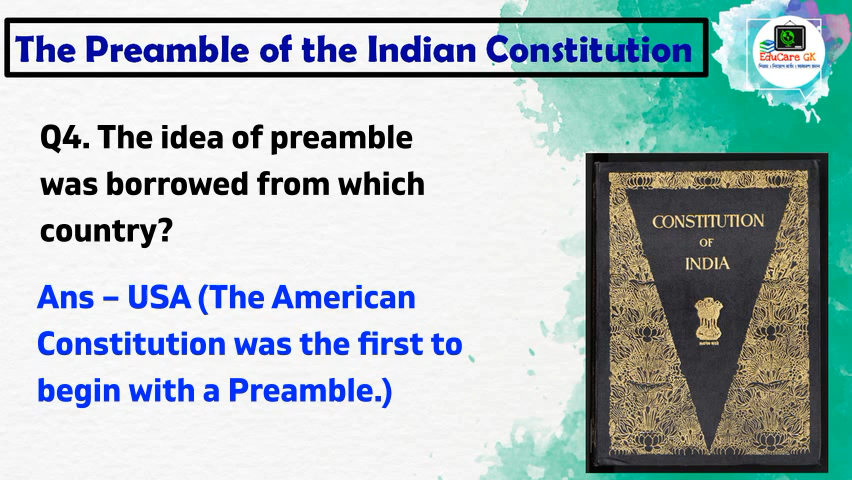 The Preamble of the Indian Constitution
EduCare GK
Q4. The idea of preamble
was borrowed from which
country?
Ans – USA (The American
Constitution was the first to
begin with a Preamble.)
CONSTITUTION
OF
INDIA